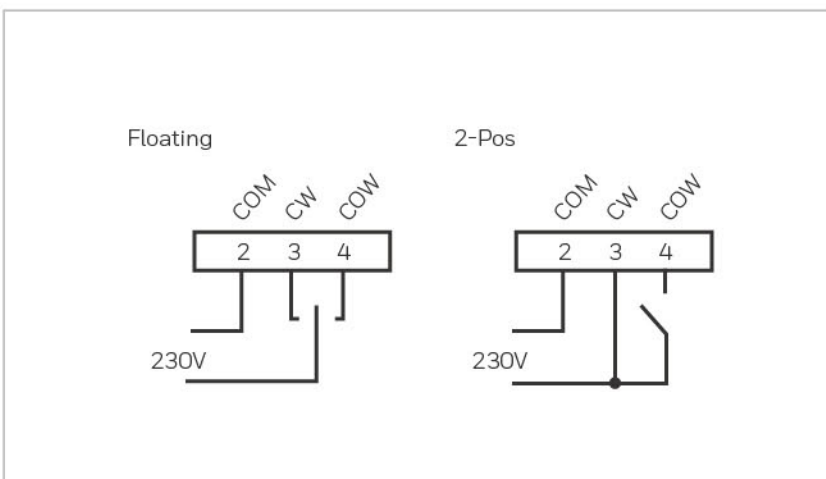 Floating 2-Pos
COM CW COW COM CW COW
2 3 4 2 3 4
230V 230V